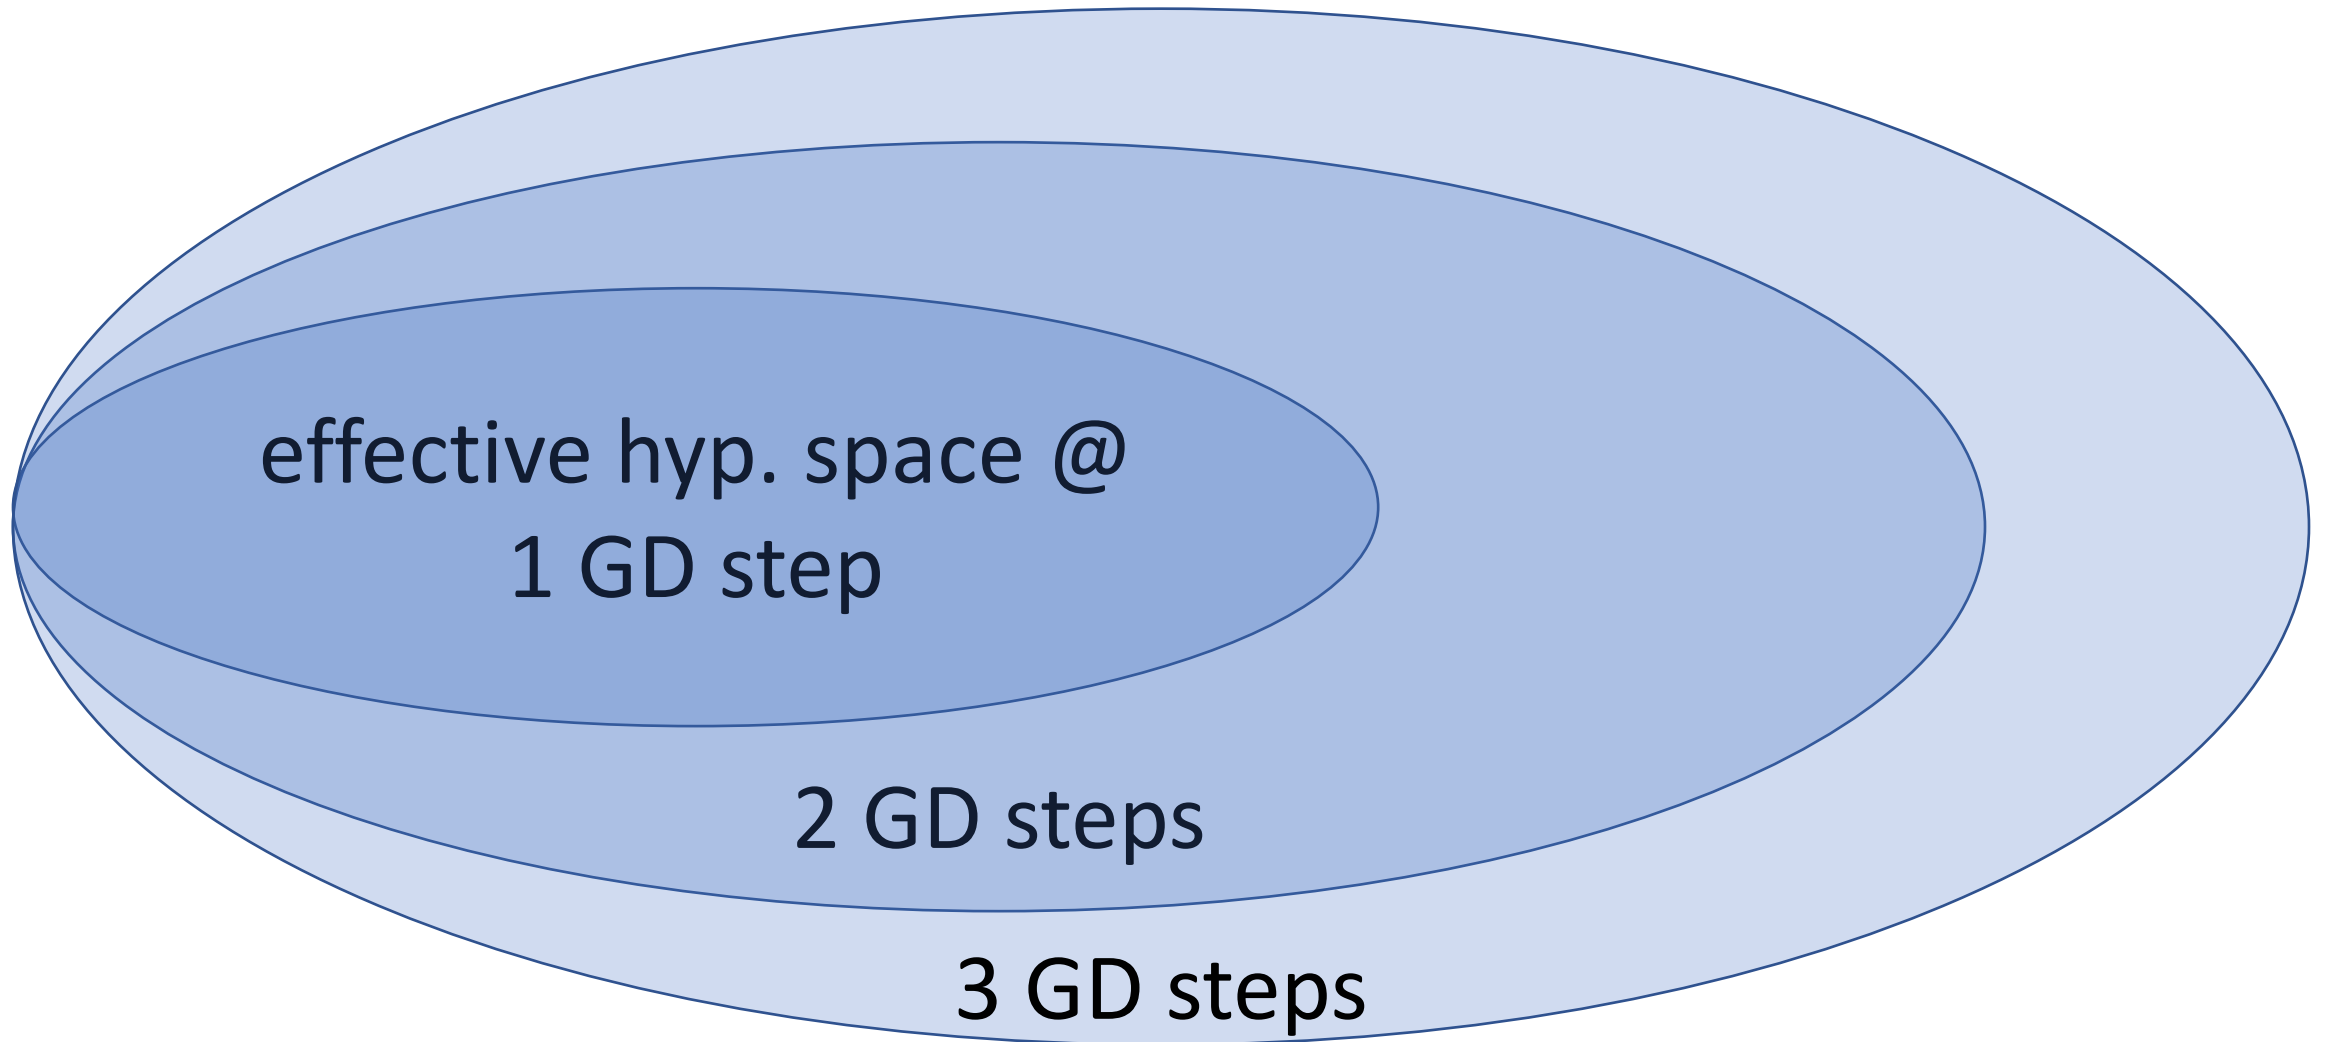 effective hyp. space @
1 GD step
2 GD steps
3 GD steps